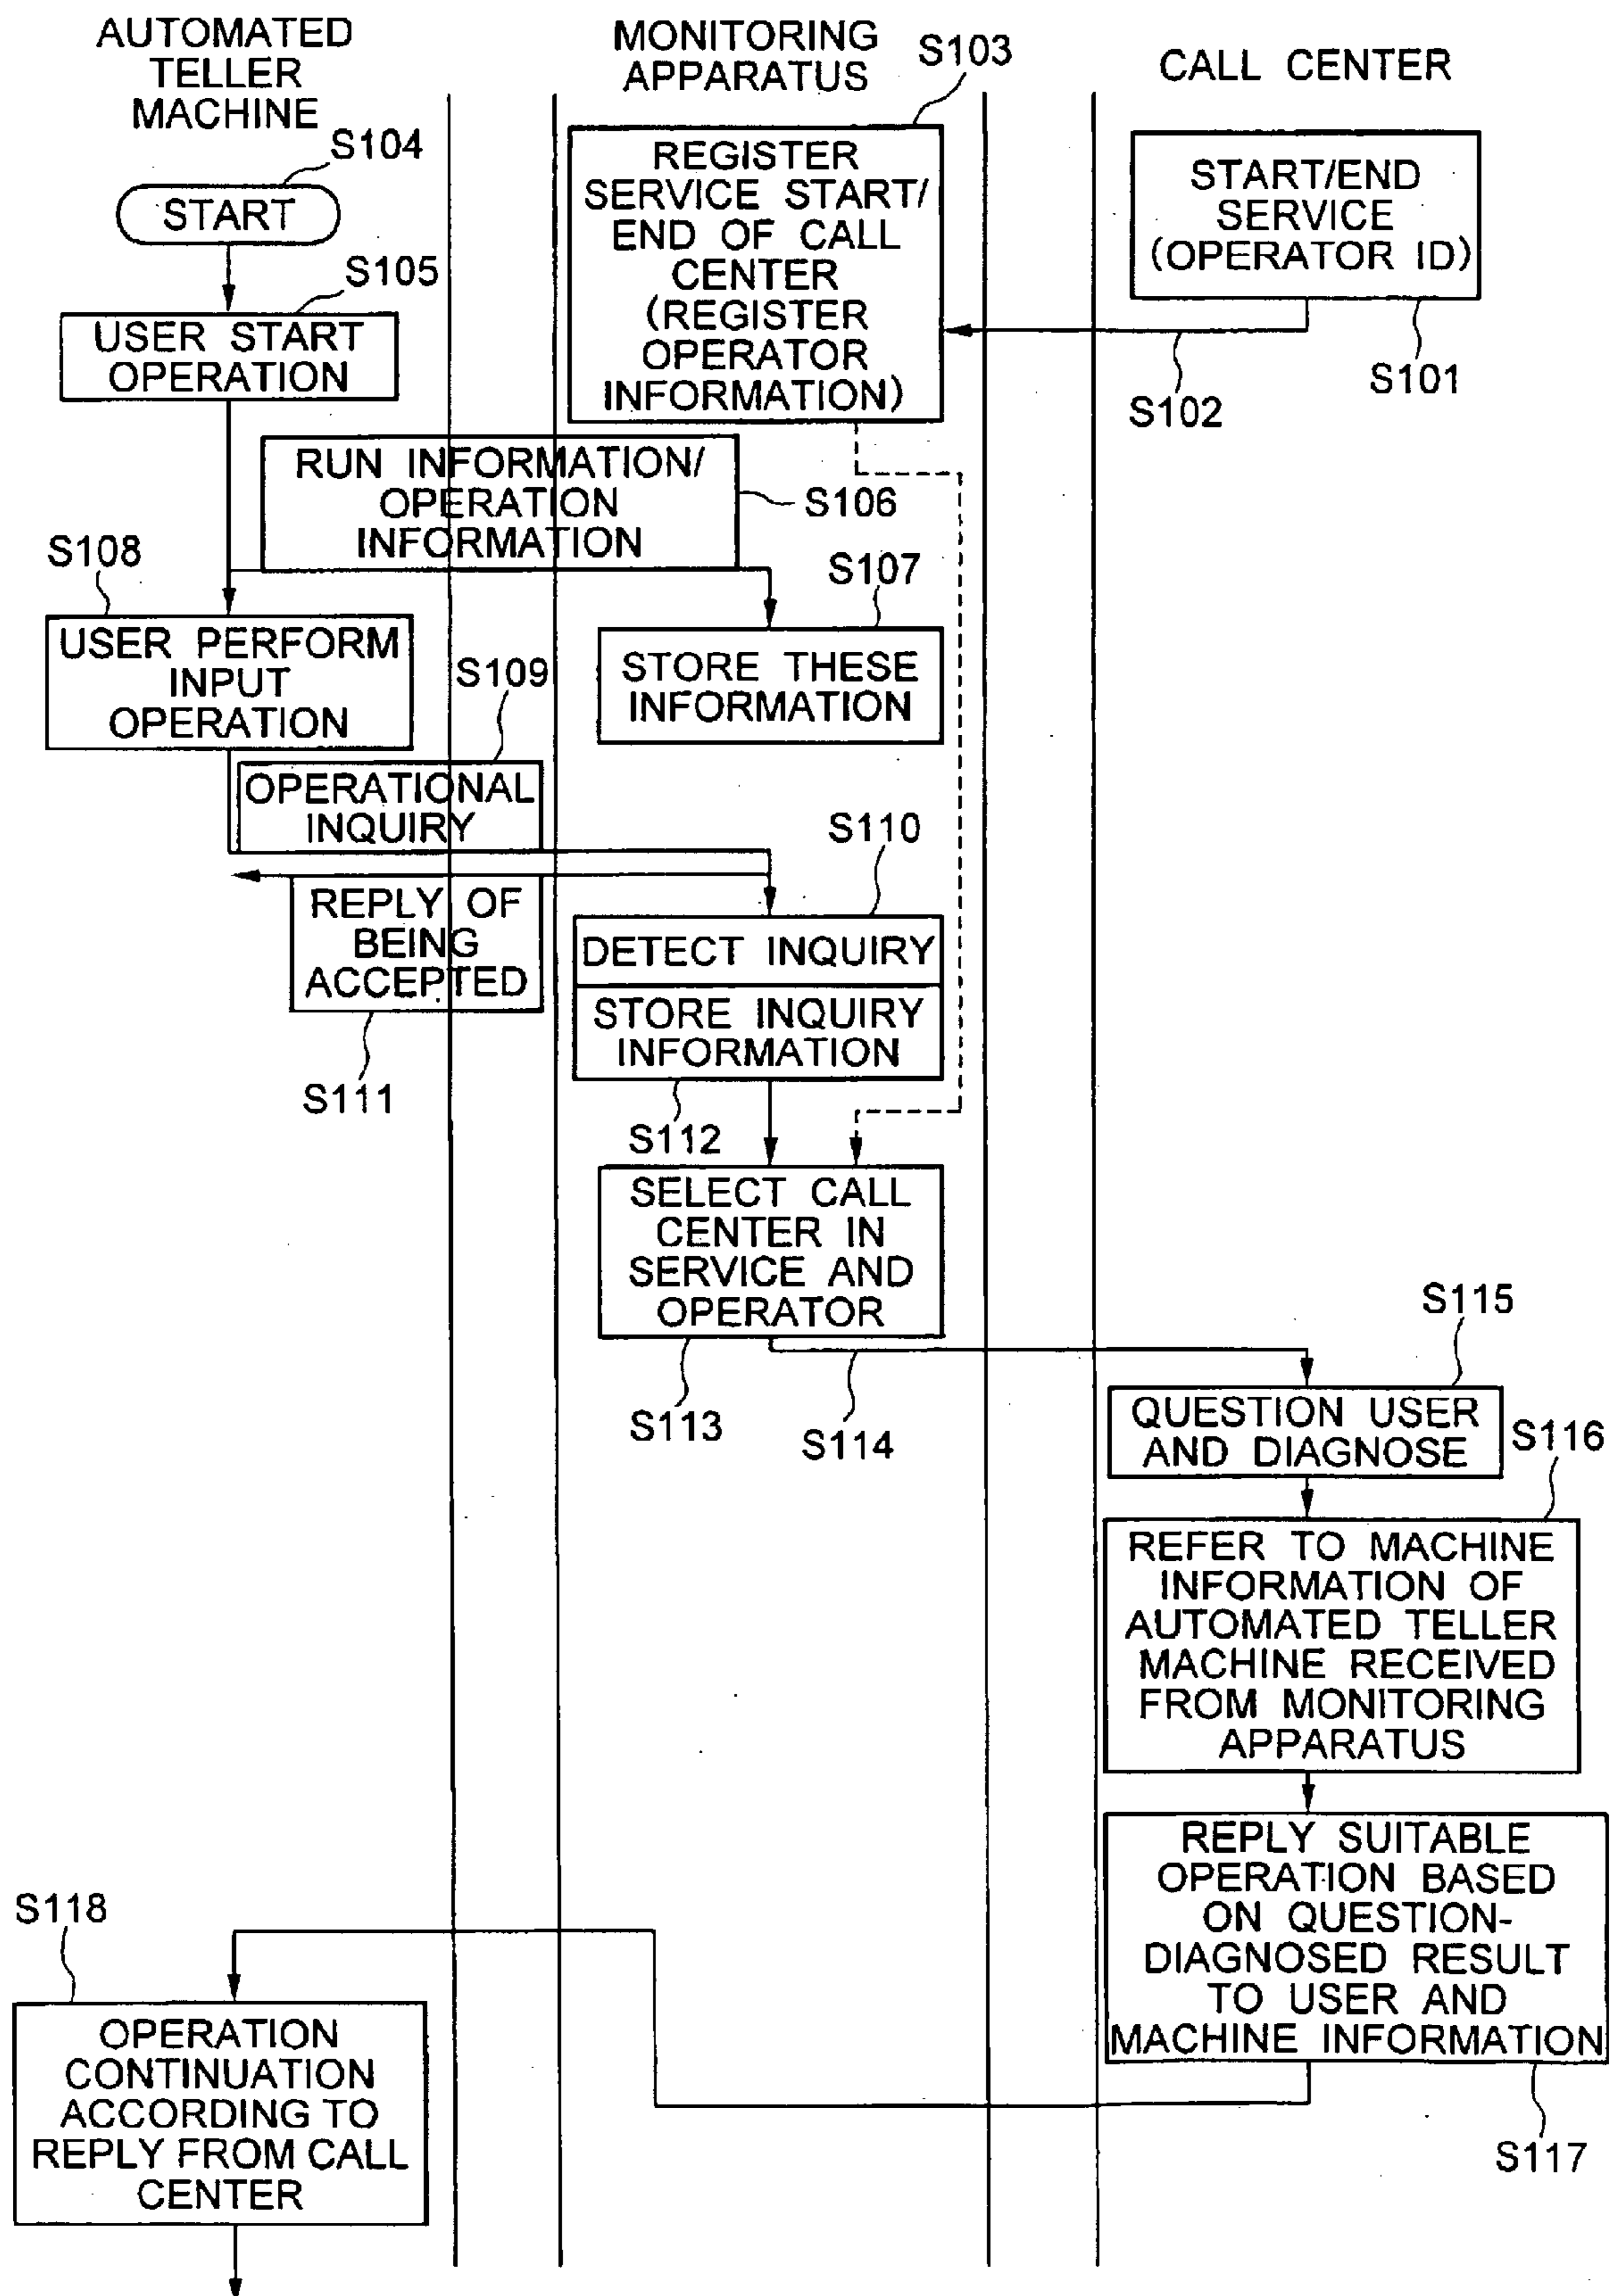 AUTOMATED
TELLER
MACHINE
MONITORING
APPARATUS
CALL CENTER
S103
S104
START
REGISTER
SERVICE START/
END OF CALL
CENTER
(REGISTER
OPERATOR
INFORMATION)
START/END
SERVICE
(OPERATOR ID)
S101
S102
S105
USER START
OPERATION
RUN INFORMATION/
OPERATION
INFORMATION
S106
S107
STORE THESE
INFORMATION
S108
USER PERFORM
INPUT
OPERATION
S109
OPERATIONAL
INQUIRY
S110
REPLY OF
BEING
ACCEPTED
S111
DETECT INQUIRY
STORE INQUIRY
INFORMATION
S112
SELECT CALL
CENTER IN
SERVICE AND
OPERATOR
S113
S114
S115
QUESTION USER
AND DIAGNOSE
S116
REFER TO MACHINE
INFORMATION OF
AUTOMATED TELLER
MACHINE RECEIVED
FROM MONITORING
APPARATUS
REPLY SUITABLE
OPERATION BASED
ON QUESTION-
DIAGNOSED RESULT
TO USER AND
MACHINE INFORMATION
S117
S118
OPERATION
CONTINUATION
ACCORDING TO
REPLY FROM CALL
CENTER